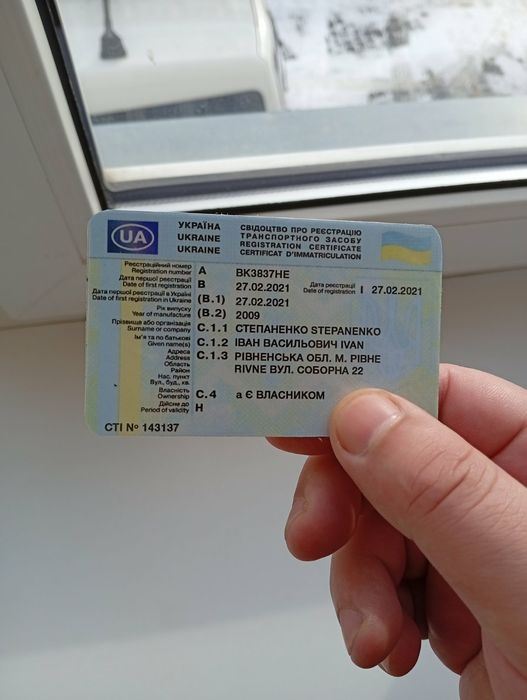 UA
УКРАЇНА
UKRAINE
UKRAINE
СВІДОЦТВО ПРО РЕЄСТРАЦІЮ
ТРАНСПОРТНОГО ЗАСОБУ
REGISTRATION CERTIFICATE
CERTIFICAT D'IMMATRICULATION
Реєстраційний номер
Registration number A BK3837HE
Дата першої реєстрації
Date of first registration B 27.02.2021 Дата реєстрації
Date of registration I 27.02.2021
Дата першої реєстрації в Україні
Date of first registration in Ukraine (B.1) 27.02.2021
Рік випуску
Year of manufacture (B.2) 2009
Прізвище або організація
Surname or company C.1.1 СТЕПАНЕНКО STEPANENKO
Ім'я та по батькові
Given name(s) C.1.2 ІВАН ВАСИЛЬОВИЧ IVAN
Адреса
Address C.1.3 РІВНЕНСЬКА ОБЛ. М. РІВНЕ
Область
Район RIVNE ВУЛ. СОБОРНА 22
Нас. пункт
Вул., буд., кв.
Власність
Ownership C.4 а Є ВЛАСНИКОМ
Дійсне до
Period of validity H
СТІ № 143137